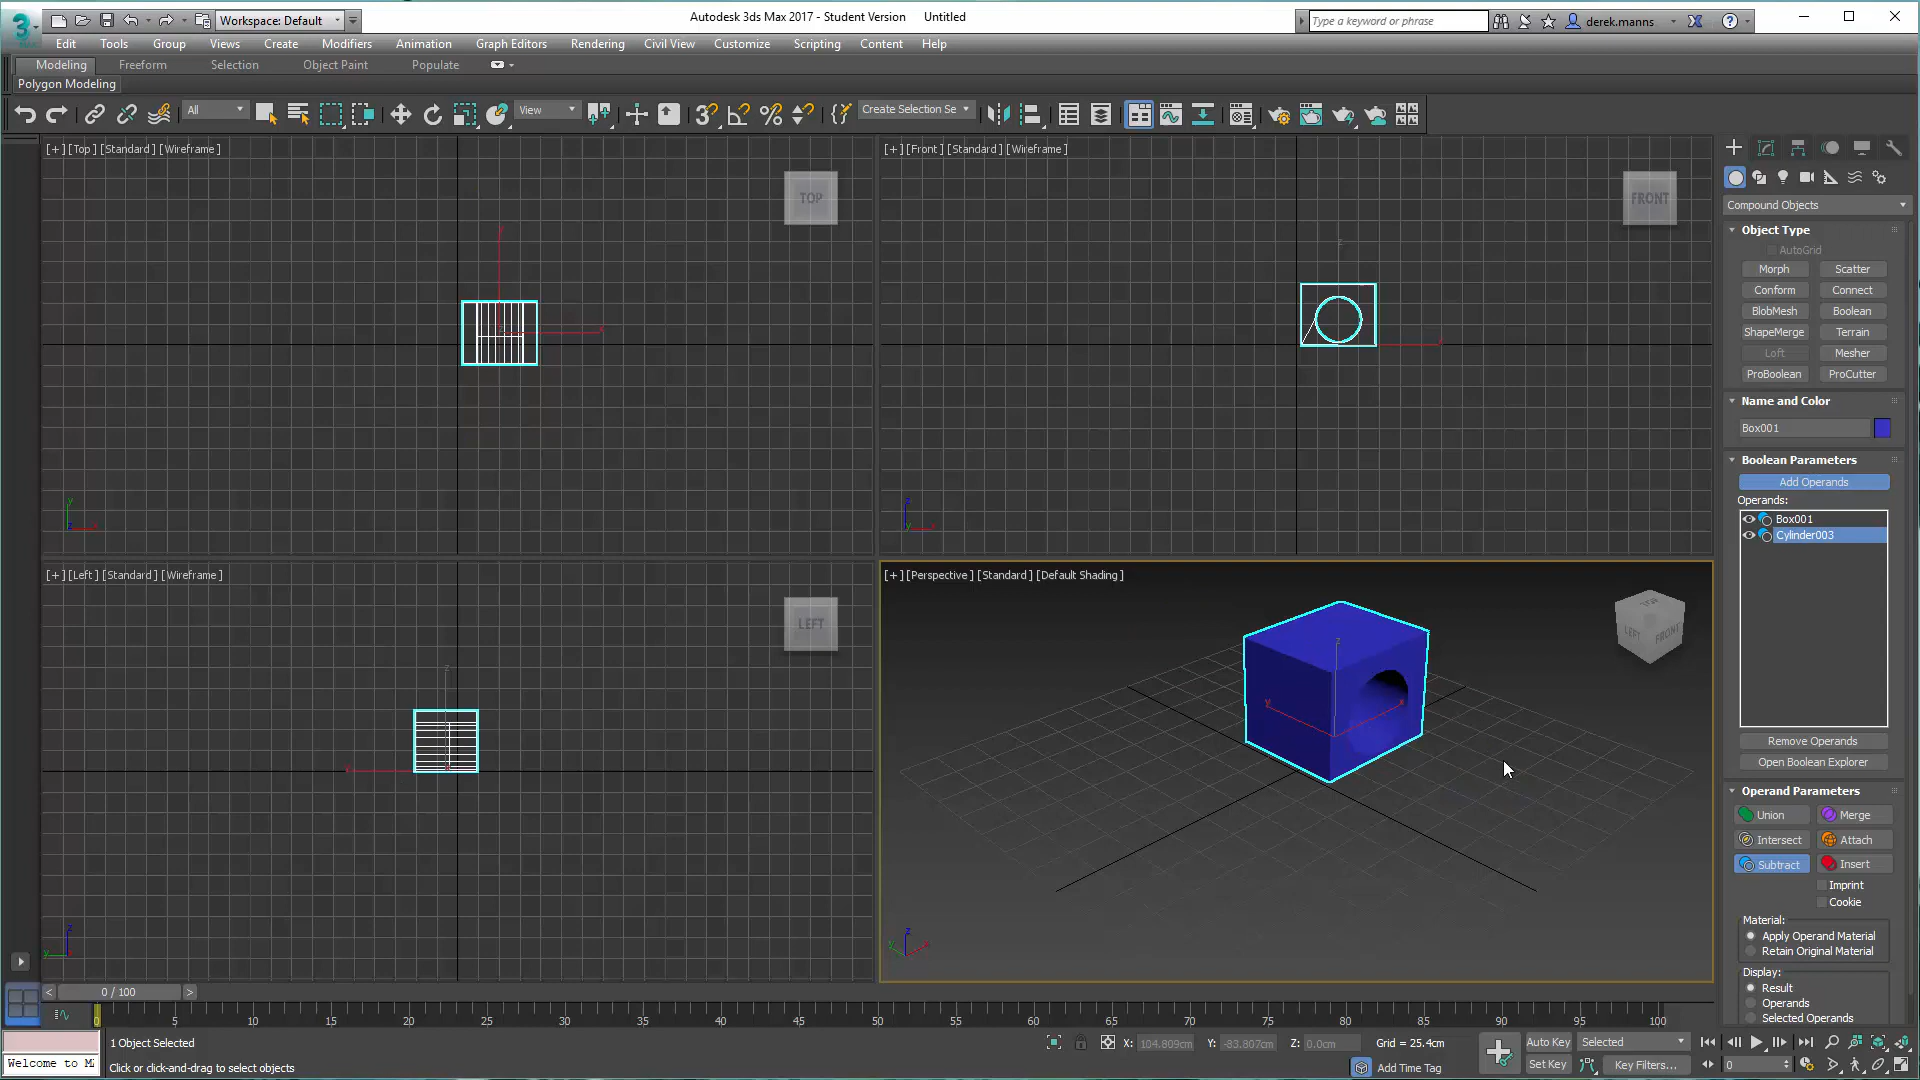 Workspace: Default
Autodesk 3ds Max 2017 - Student Version    Untitled
Type a keyword or phrase
derek.manns
Edit Tools Group Views Create Modifiers Animation Graph Editors Rendering Civil View Customize Scripting Content Help
Modeling Freeform Selection Object Paint Populate
Polygon Modeling
All
View
Create Selection Se
[+] [Top] [Standard] [Wireframe]
TOP
[+] [Front] [Standard] [Wireframe]
FRONT
[+] [Left] [Standard] [Wireframe]
LEFT
[+] [Perspective] [Standard] [Default Shading]
TOP
LEFT FRONT
Compound Objects
Object Type
AutoGrid
Morph Scatter
Conform Connect
BlobMesh Boolean
ShapeMerge Terrain
Loft Mesher
ProBoolean ProCutter
Name and Color
Box001
Boolean Parameters
Add Operands
Operands:
Box001
Cylinder003
Remove Operands
Open Boolean Explorer
Operand Parameters
Union Merge
Intersect Attach
Subtract Insert
Imprint
Cookie
Material:
Apply Operand Material
Retain Original Material
Display:
Result
Operands
Selected Operands
< 0 / 100 >
0 5 10 15 20 25 30 35 40 45 50 55 60 65 70 75 80 85 90 95 100
1 Object Selected
X: 104.809cm Y: -83.807cm Z: 0.0cm Grid = 25.4cm
Auto Key Selected
Welcome to M
Click or click-and-drag to select objects
Add Time Tag
Set Key Key Filters...
0